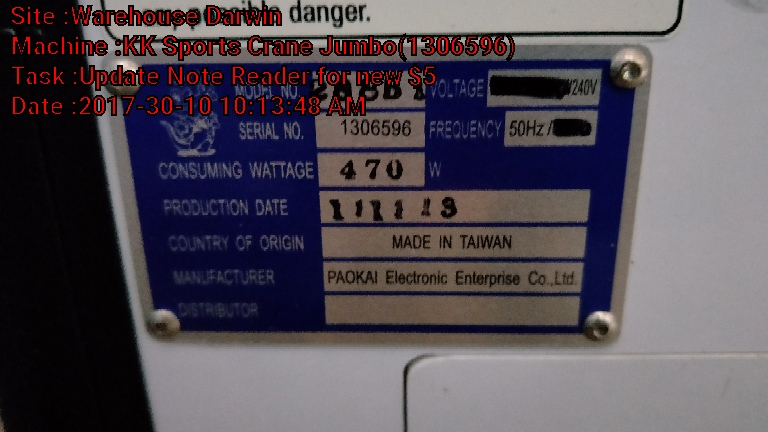 possible danger.
Site :Warehouse Darwin
Machine :KK Sports Crane Jumbo(1306596)
Task :Update Note Reader for new $5
Date :2017-30-10 10:13:48 AM
MODEL NO. VOLTAGE /240V
SERIAL NO. 1306596 FREQUENCY 50Hz/
CONSUMING WATTAGE 470 W
PRODUCTION DATE
COUNTRY OF ORIGIN MADE IN TAIWAN
MANUFACTURER PAOKAI Electronic Enterprise Co.,Ltd.
DISTRIBUTOR